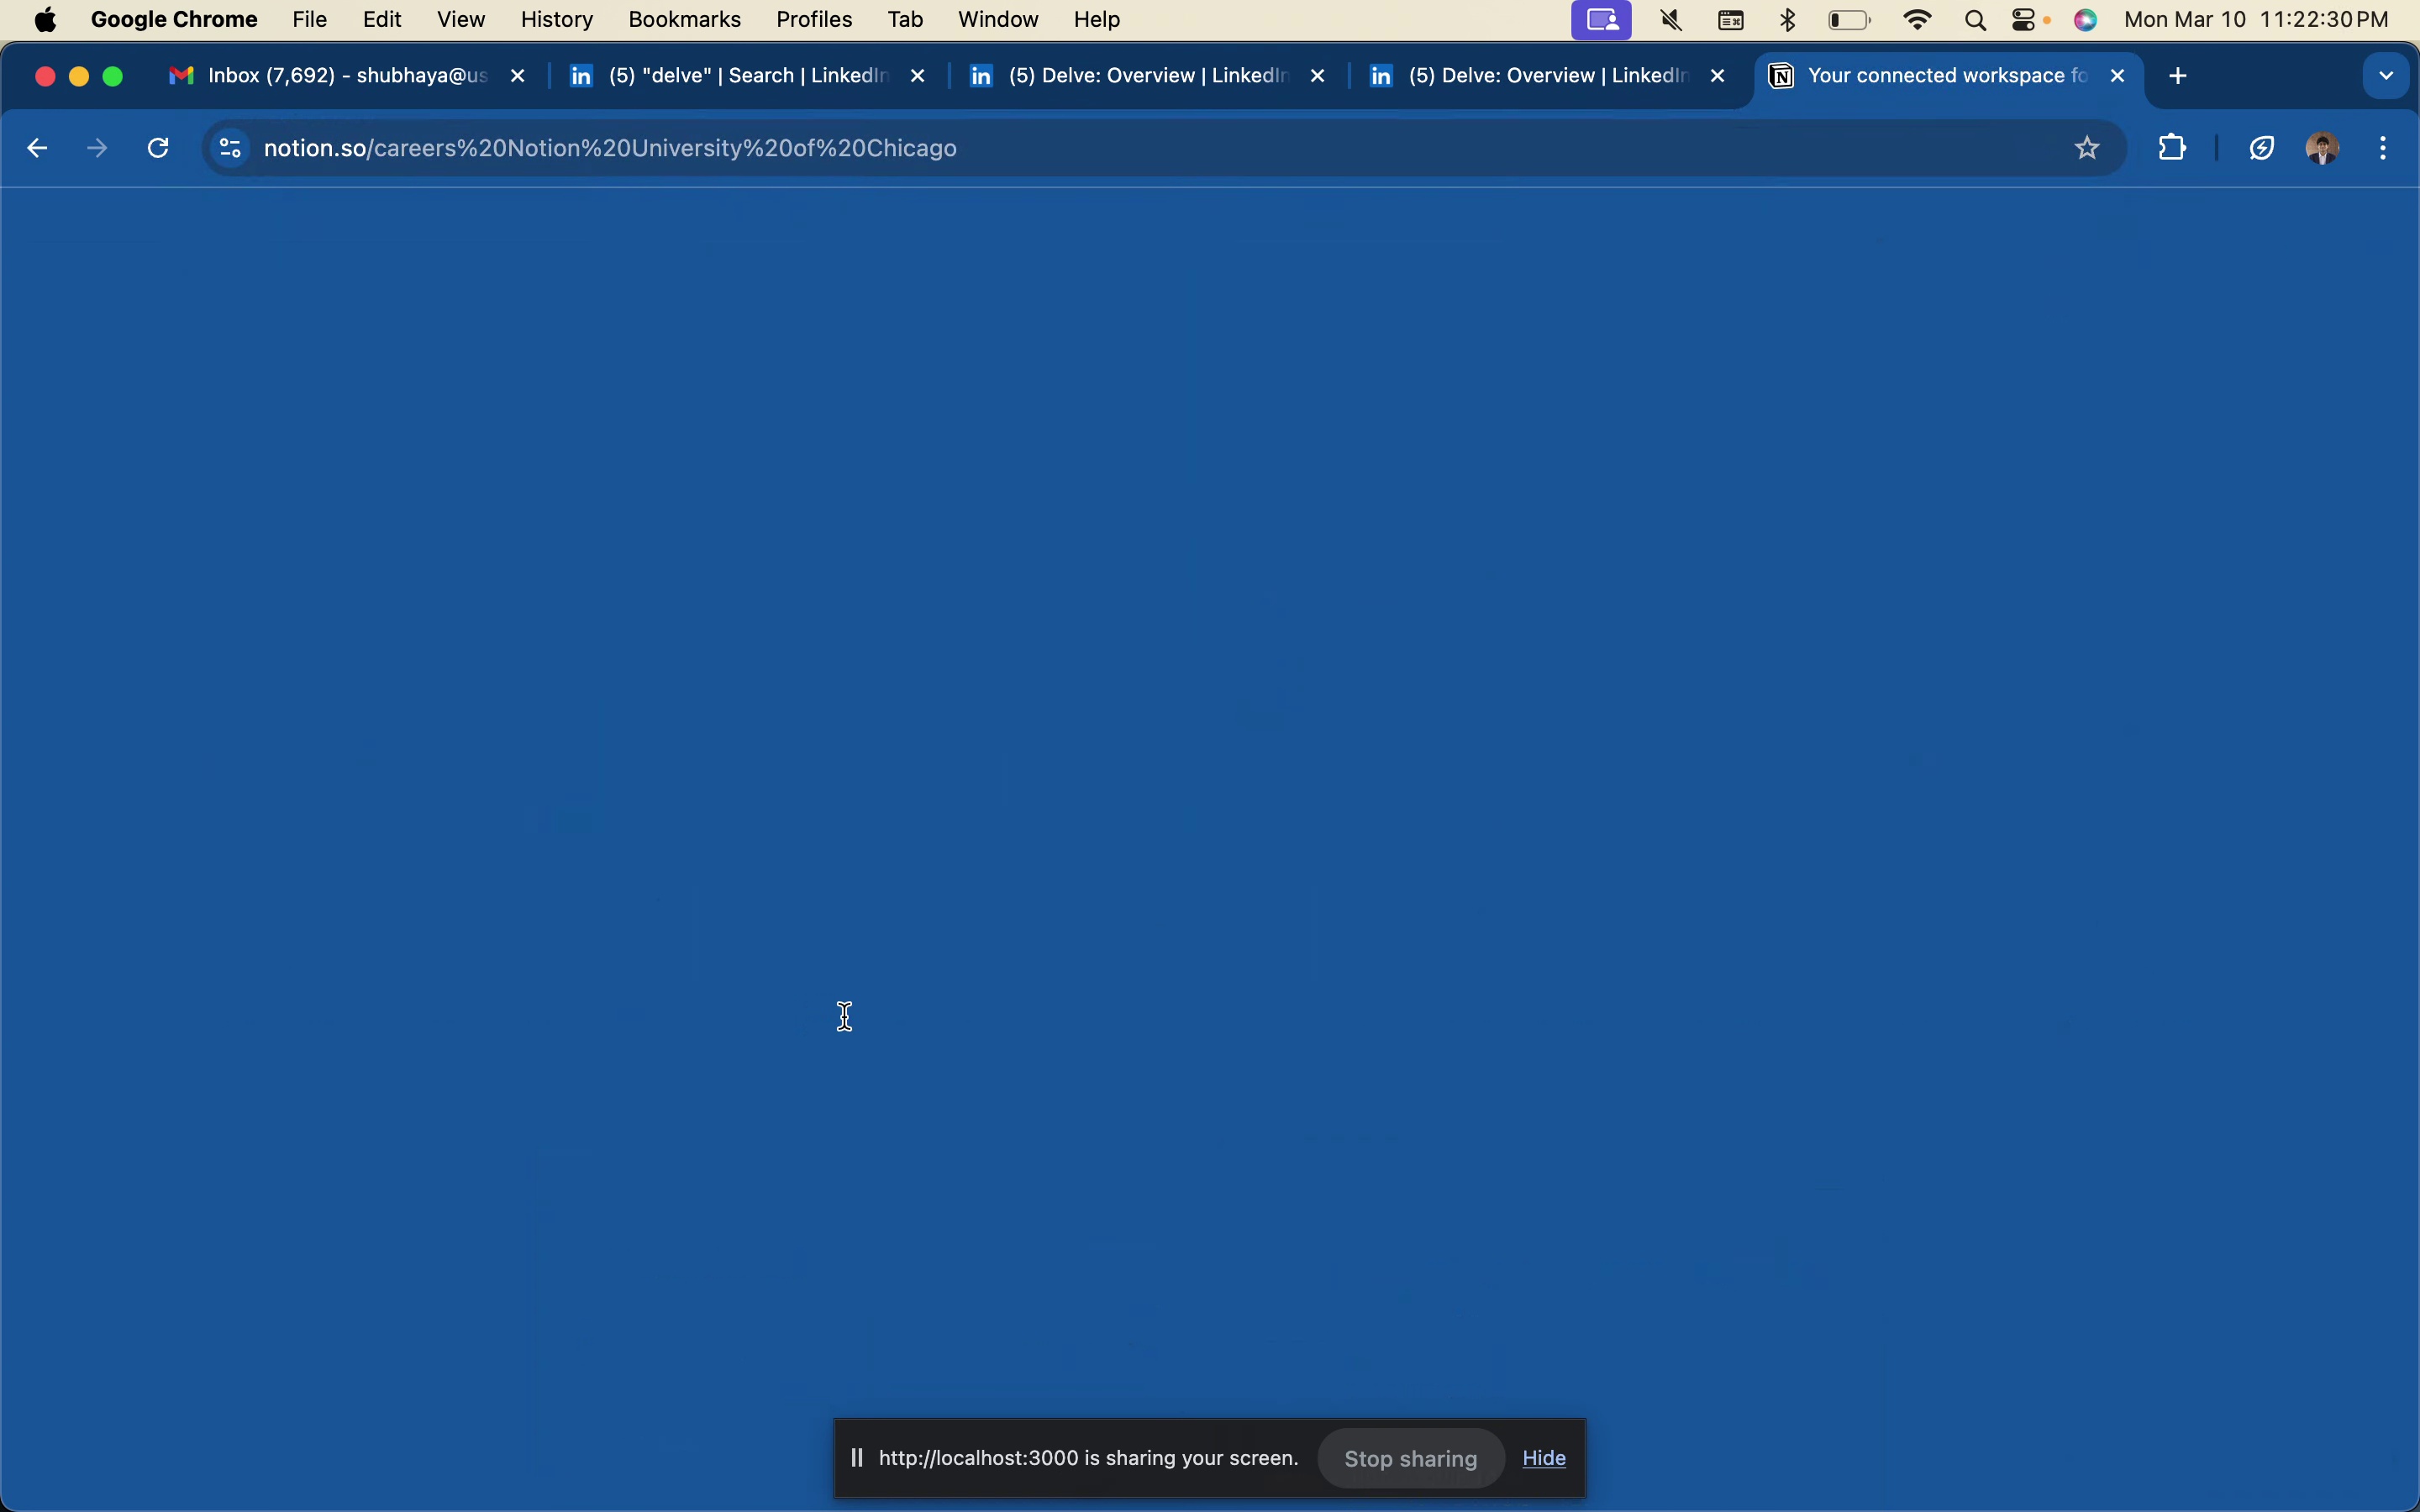 Google Chrome File Edit View History Bookmarks Profiles Tab Window Help Mon Mar 10 11:22:30 PM
Inbox (7,692) - shubhaya@us (5) "delve" | Search | LinkedIn (5) Delve: Overview | LinkedIn (5) Delve: Overview | LinkedIn Your connected workspace fo
notion.so/careers%20Notion%20University%20of%20Chicago
http://localhost:3000 is sharing your screen. Stop sharing Hide